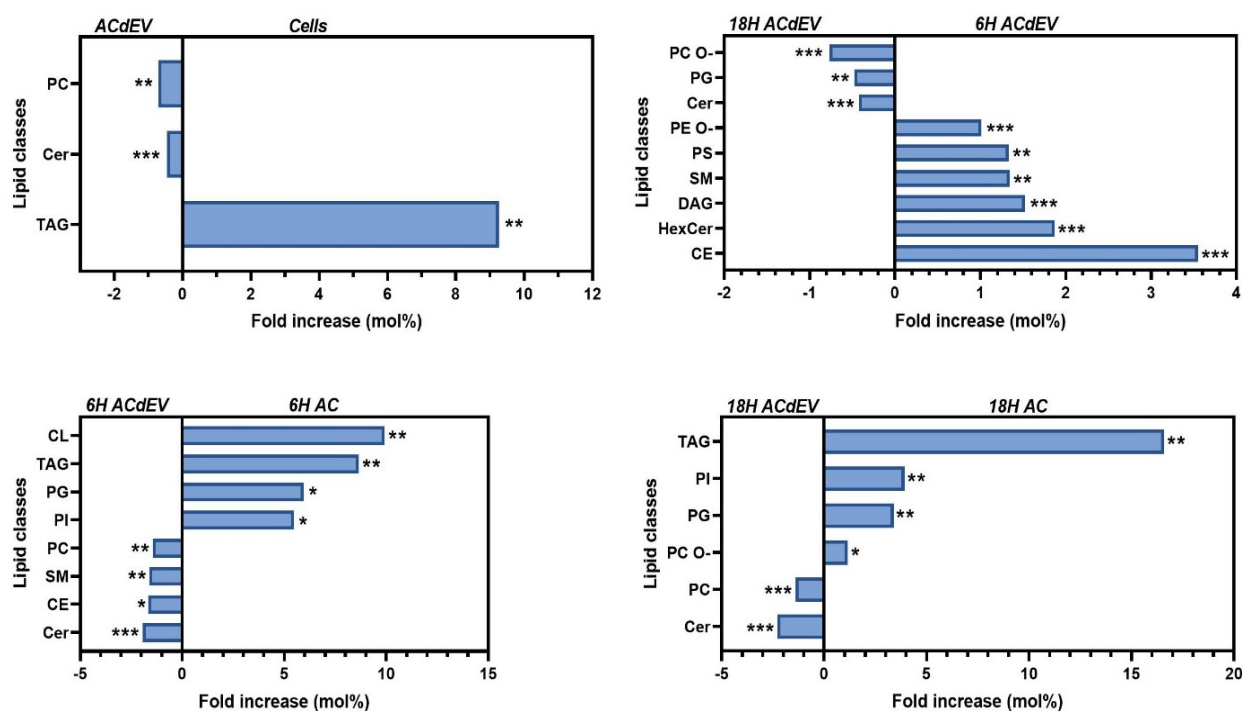 ACdEV Cells
Lipid classes
PC **
Cer ***
TAG **
-2 0 2 4 6 8 10 12
Fold increase (mol%)
18H ACdEV 6H ACdEV
Lipid classes
PC O- ***
PG **
Cer ***
PE O- ***
PS **
SM **
DAG ***
HexCer ***
CE ***
-2 -1 0 1 2 3 4
Fold increase (mol%)
6H ACdEV 6H AC
Lipid classes
CL **
TAG **
PG *
PI *
PC **
SM **
CE *
Cer ***
-5 0 5 10 15
Fold increase (mol%)
18H ACdEV 18H AC
Lipid classes
TAG **
PI **
PG **
PC O- *
PC ***
Cer ***
-5 0 5 10 15 20
Fold increase (mol%)